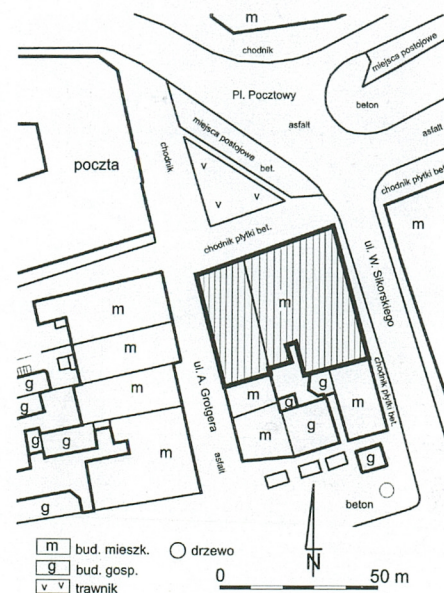 m
chodnik
miejsca postojowe
Pl. Pocztowy
beton
asfalt
asfalt
poczta
chodnik
miejsca postojowe
bet.
v
v
v
chodnik płytki bet.
chodnik płytki bet.
m
ul. W. Sikorskiego
m
m
m
m
m
ul. A. Grolgera
asfalt
m
m
m
g
g
g
g
chodnik płytki bet.
g
g
g
g
g
beton
N
m bud. mieszk.
g bud. gosp.
v v trawnik
drzewo
0 50 m